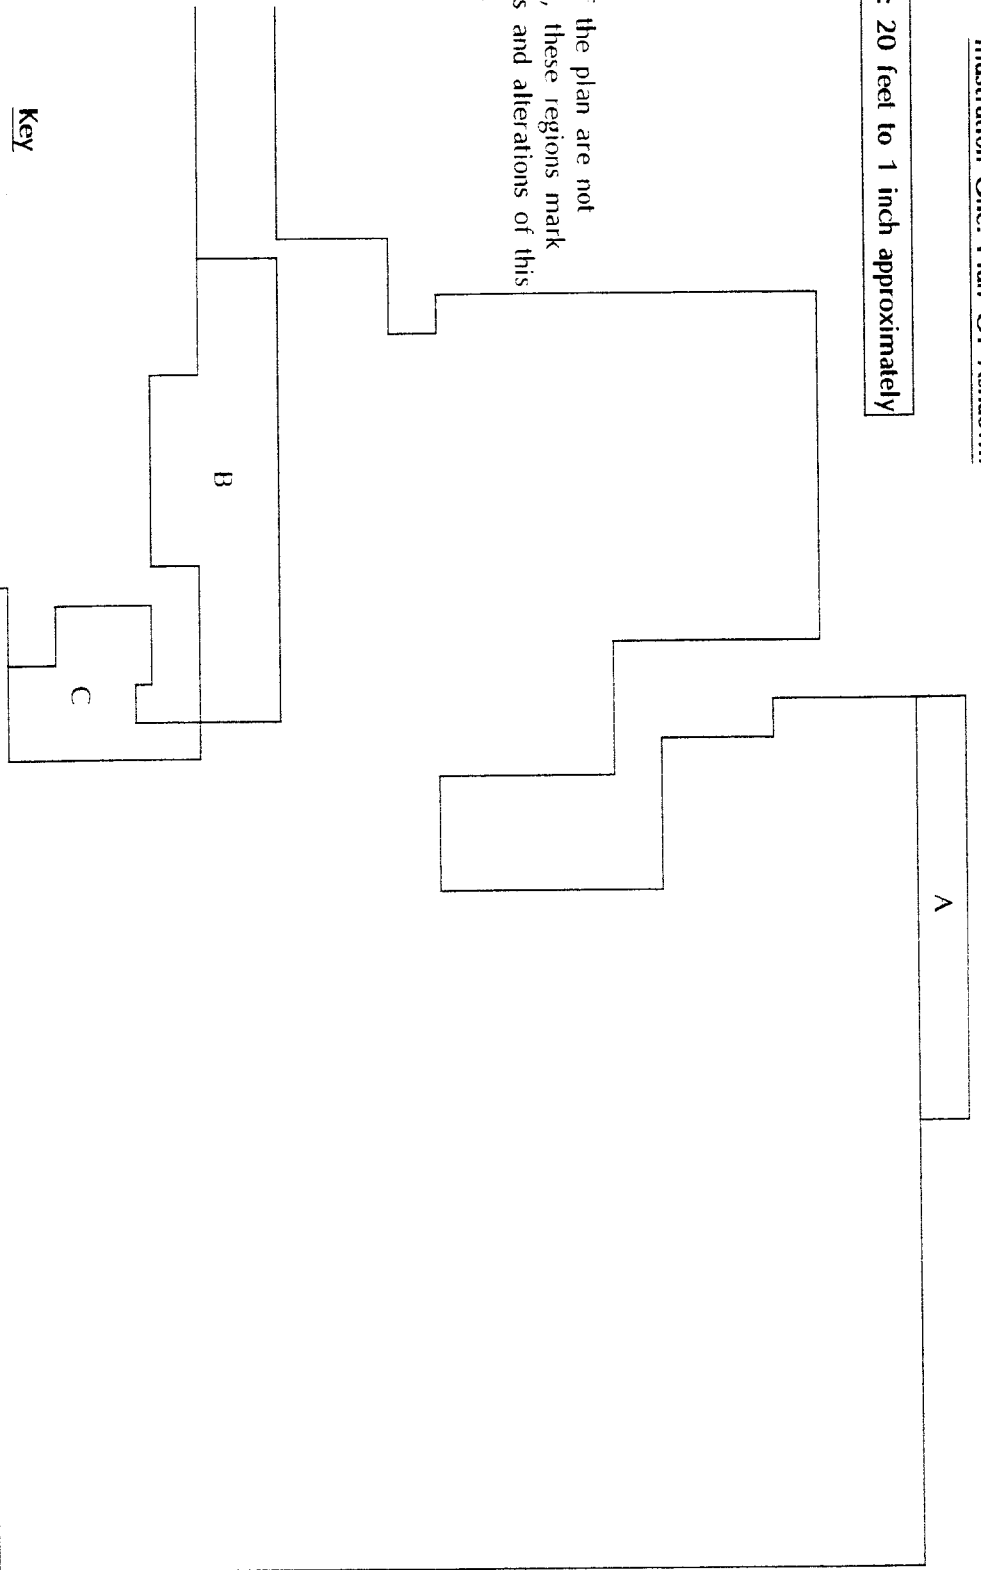 Illustration One: Plan Of
: 20 feet to 1 inch approximately
the plan are not
, these regions mark
s and alterations of this
A
B
C
Key